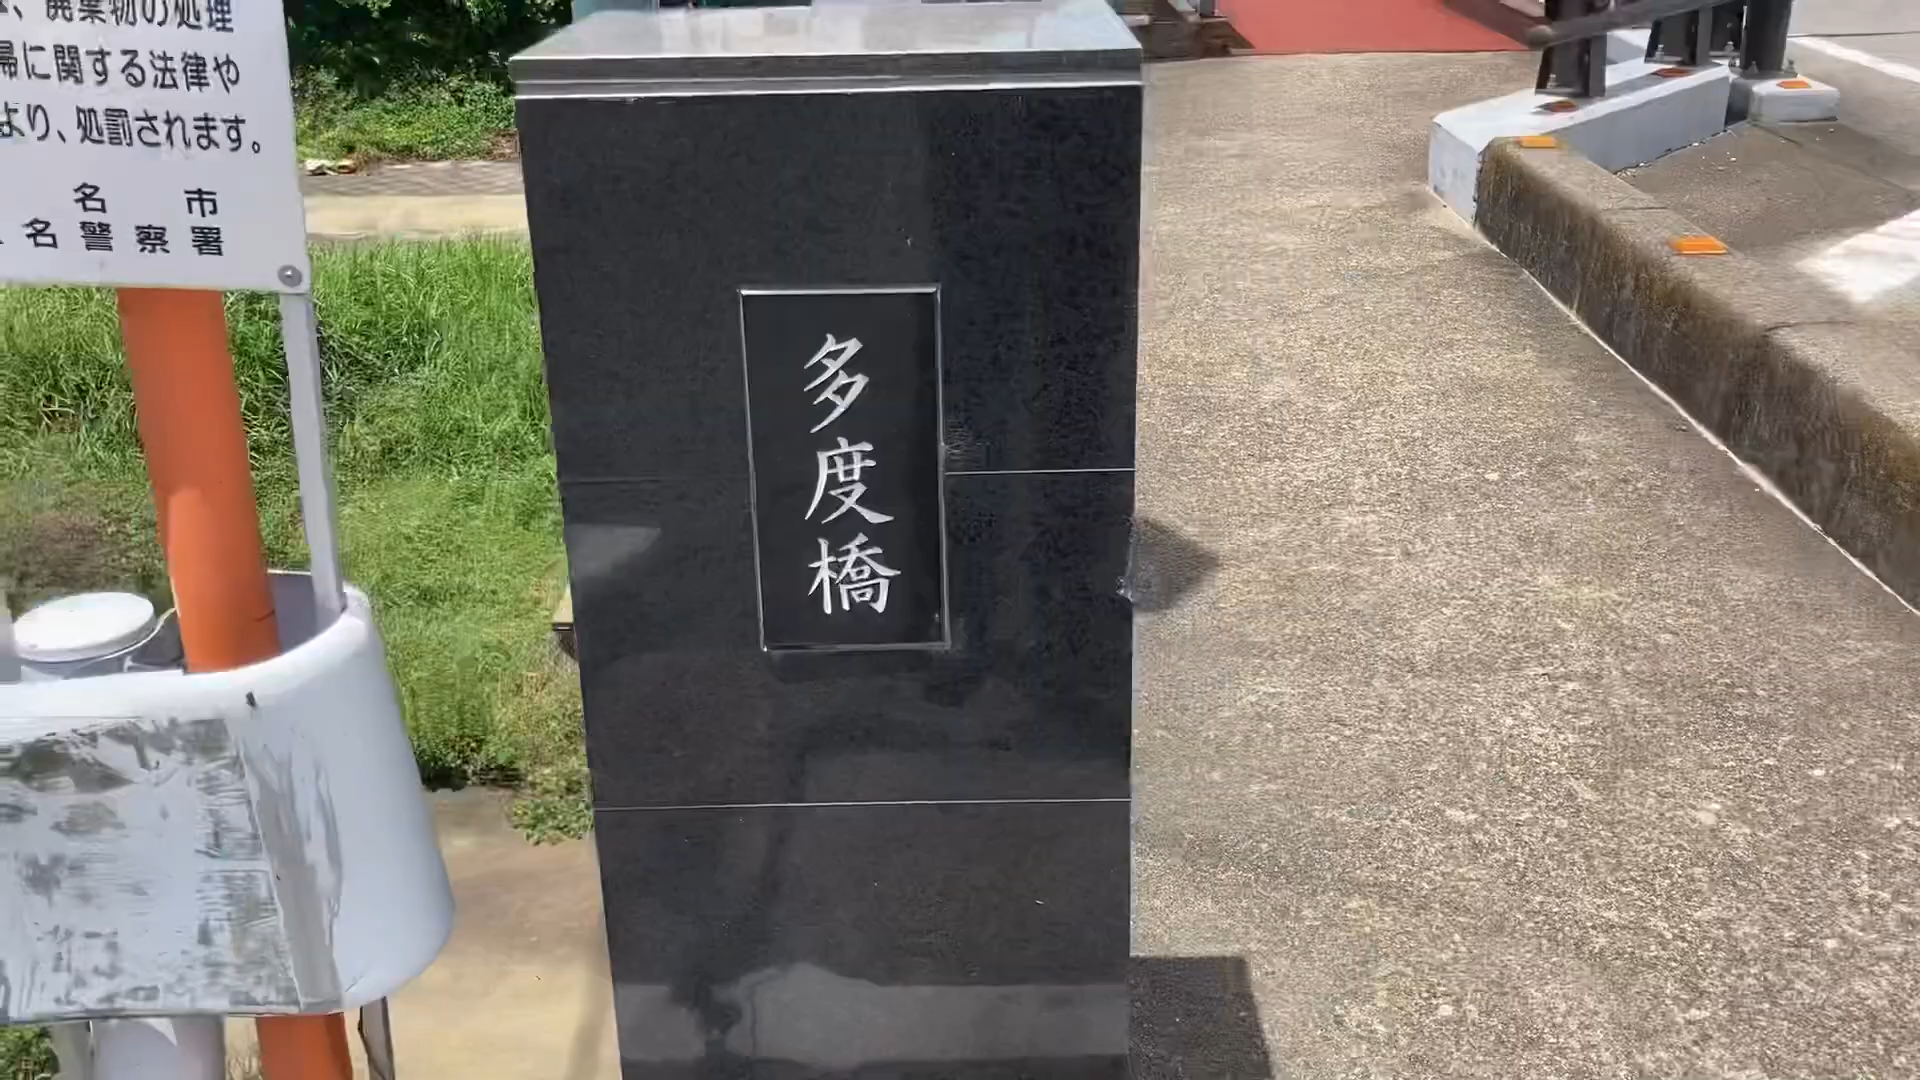 、廃棄物の処理
掃に関する法律や
より、処罰されます。
名 市
名警察署
多度橋